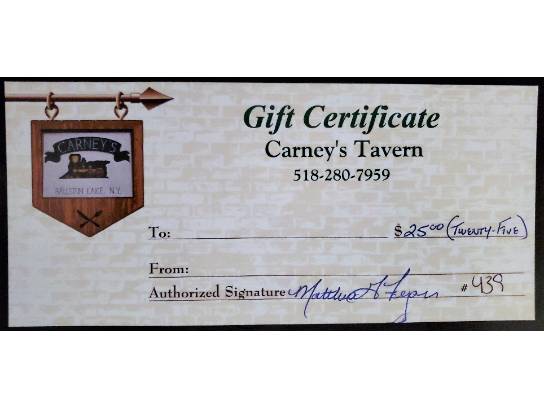 CARNEY'S
BALLSTON LAKE, N.Y.
Gift Certificate
Carney's Tavern
518-280-7959
To: $25.00 (TWENTY-FIVE)
From:
Authorized Signature # 439